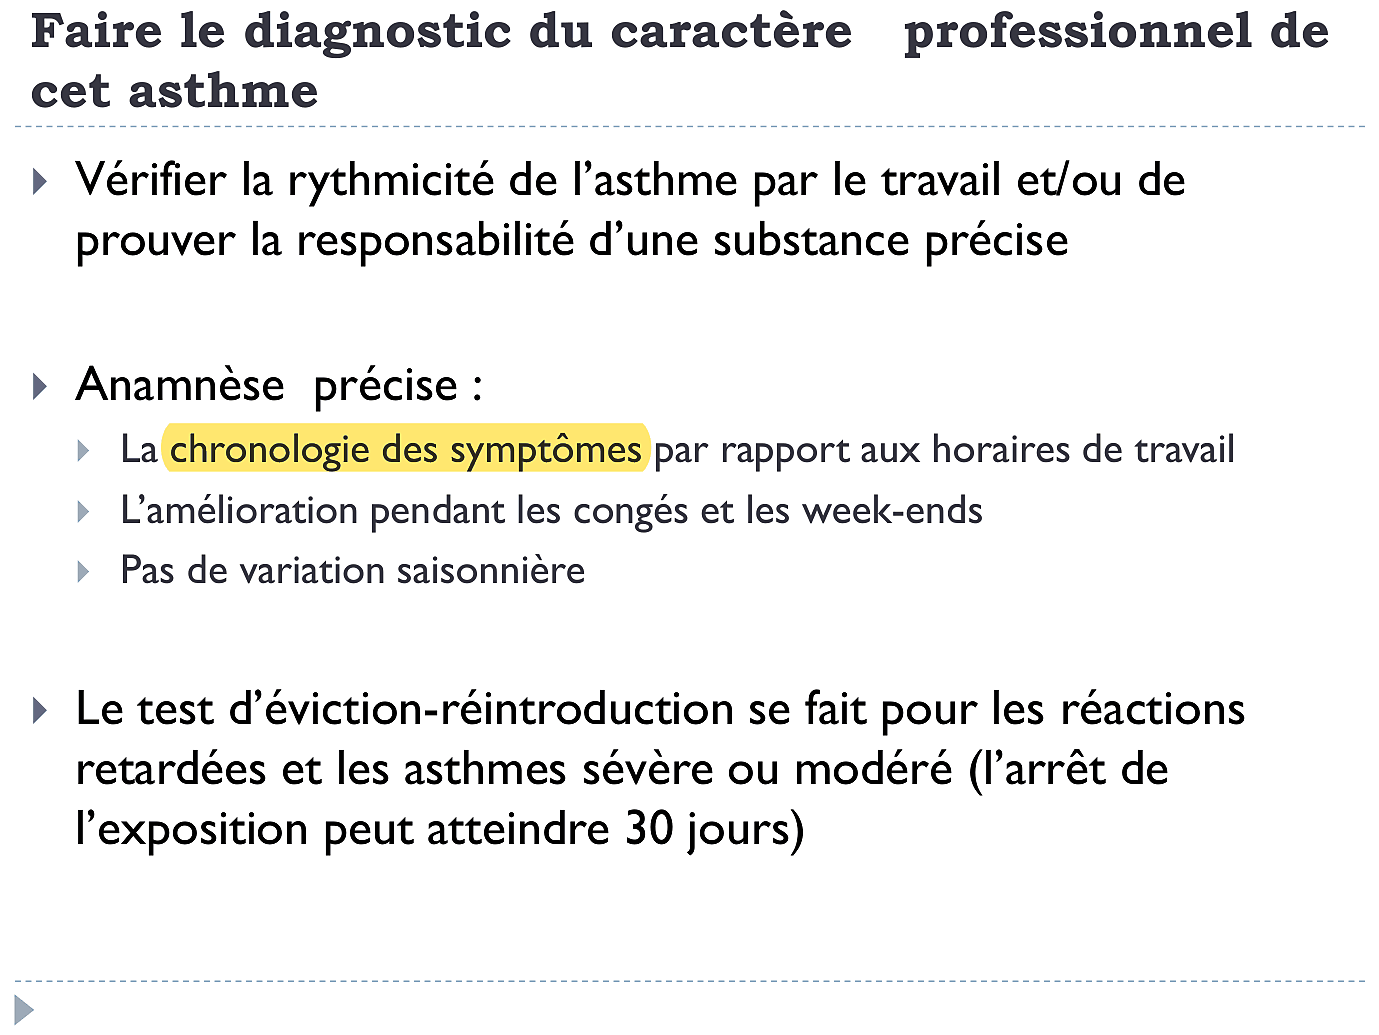 Faire le diagnostic du caractère professionnel de
cet asthme
Vérifier la rythmicité de l’asthme par le travail et/ou de
prouver la responsabilité d’une substance précise
Anamnèse précise :
La chronologie des symptômes par rapport aux horaires de travail
L’amélioration pendant les congés et les week-ends
Pas de variation saisonnière
Le test d’éviction-réintroduction se fait pour les réactions
retardées et les asthmes sévère ou modéré (l’arrêt de
l’exposition peut atteindre 30 jours)